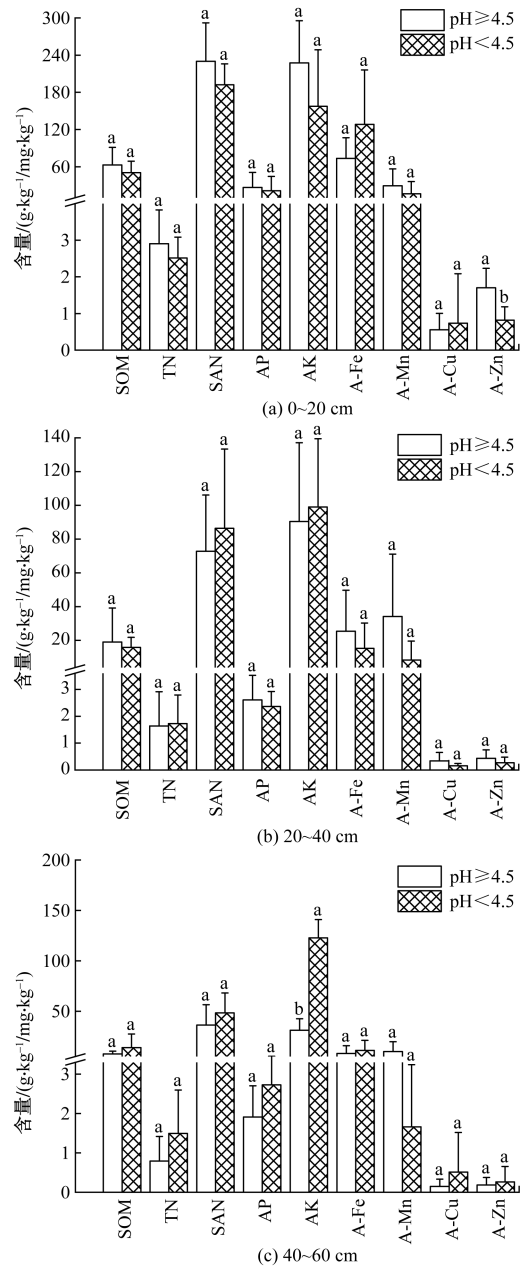 300
240
180
120
60
3
2
1
0
含量/(g·kg⁻¹/mg·kg⁻¹)
pH≥4.5
pH<4.5
a a a a a a a a a a a a a a a a a b
SOM TN SAN AP AK A-Fe A-Mn A-Cu A-Zn
(a) 0~20 cm
140
120
100
80
60
40
20
3
2
1
0
含量/(g·kg⁻¹/mg·kg⁻¹)
pH≥4.5
pH<4.5
a a a a a a a a a a a a a a a a a a
SOM TN SAN AP AK A-Fe A-Mn A-Cu A-Zn
(b) 20~40 cm
200
150
100
50
3
2
1
0
含量/(g·kg⁻¹/mg·kg⁻¹)
pH≥4.5
pH<4.5
a a a a a a a a b a a a a a a a a a
SOM TN SAN AP AK A-Fe A-Mn A-Cu A-Zn
(c) 40~60 cm